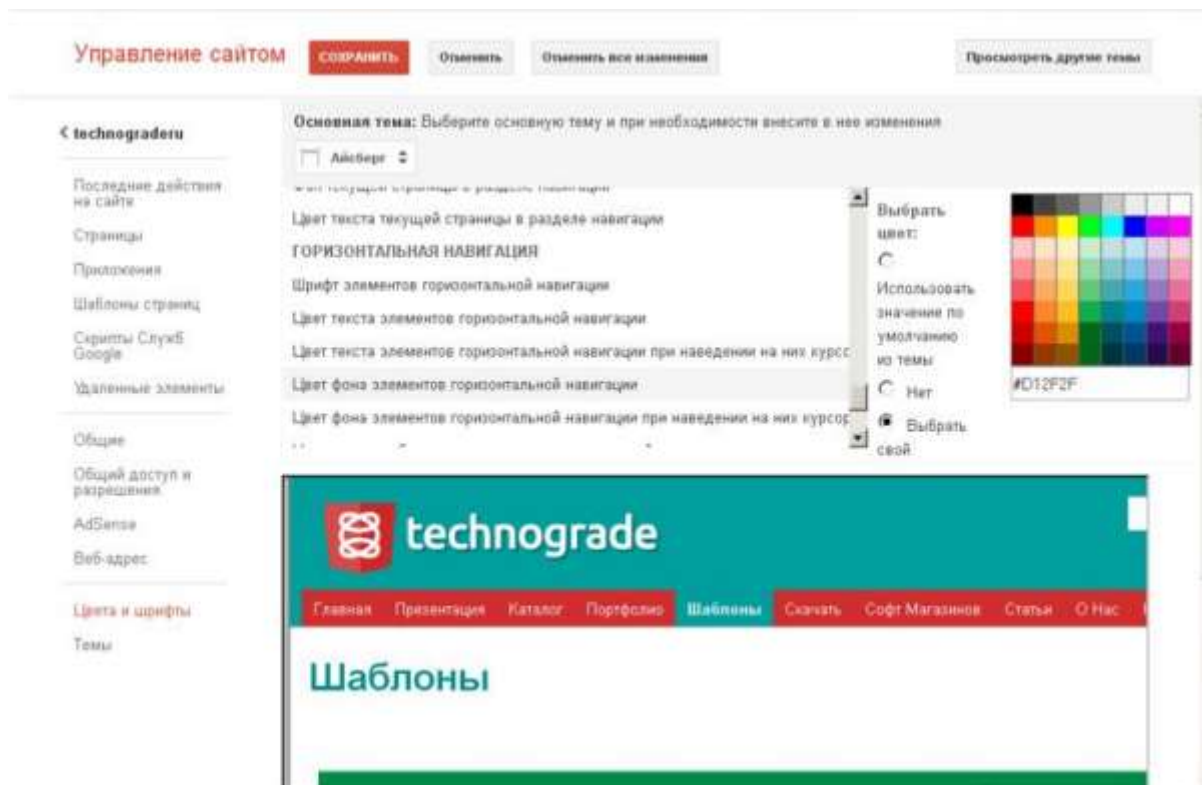 Управление сайтом
СОХРАНИТЬ
Отменить
Отменить все изменения
Просмотреть другие темы
technograderu
Последние действия
на сайте
Страницы
Приложения
Шаблоны страниц
Скрипты Служб
Google
Удаленные элементы
Общие
Общий доступ и
разрешения
AdSense
Веб-адрес
Цвета и шрифты
Темы
Основная тема: Выберите основную тему и при необходимости внесите в нее изменения
Айсберг
Фон текущей страницы в разделе навигации
Цвет текста текущей страницы в разделе навигации
ГОРИЗОНТАЛЬНАЯ НАВИГАЦИЯ
Шрифт элементов горизонтальной навигации
Цвет текста элементов горизонтальной навигации
Цвет текста элементов горизонтальной навигации при наведении на них курсо
Цвет фона элементов горизонтальной навигации
Цвет фона элементов горизонтальной навигации при наведении на них курсор
Выбрать
цвет:
Использовать
значение по
умолчанию
из темы
Нет
Выбрать
свой
#D12F2F
technograde
Главная Презентация Каталог Портфолио Шаблоны Скачать Софт Магазинов Статьи О Нас
Шаблоны